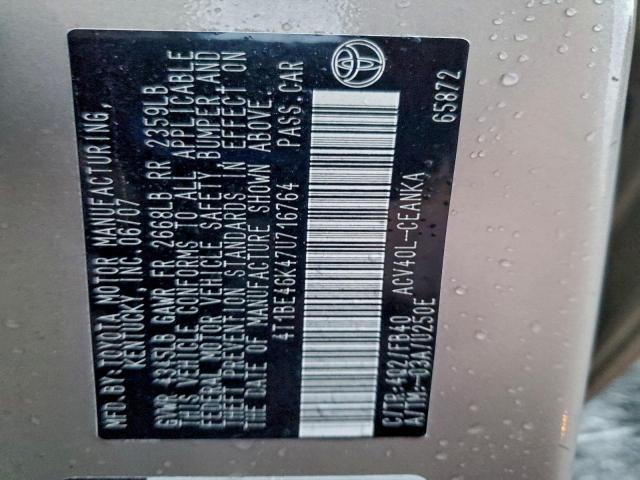 MFD.BY:TOYOTA MOTOR MANUFACTURING,
KENTUCKY INC. 06/07
GVWR 4335LB GAWR FR 2668LB RR 2359LB
THIS VEHICLE CONFORMS TO ALL APPLICABLE
FEDERAL MOTOR VEHICLE SAFETY, BUMPER AND
THEFT PREVENTION STANDARDS IN EFFECT ON
THE DATE OF MANUFACTURE SHOWN ABOVE.
4T1BE46K47U716764 PASS.CAR
C/TR:4Q2/FB40 ACV40L-CEANKA
A/TM:-03A/U250E 65872